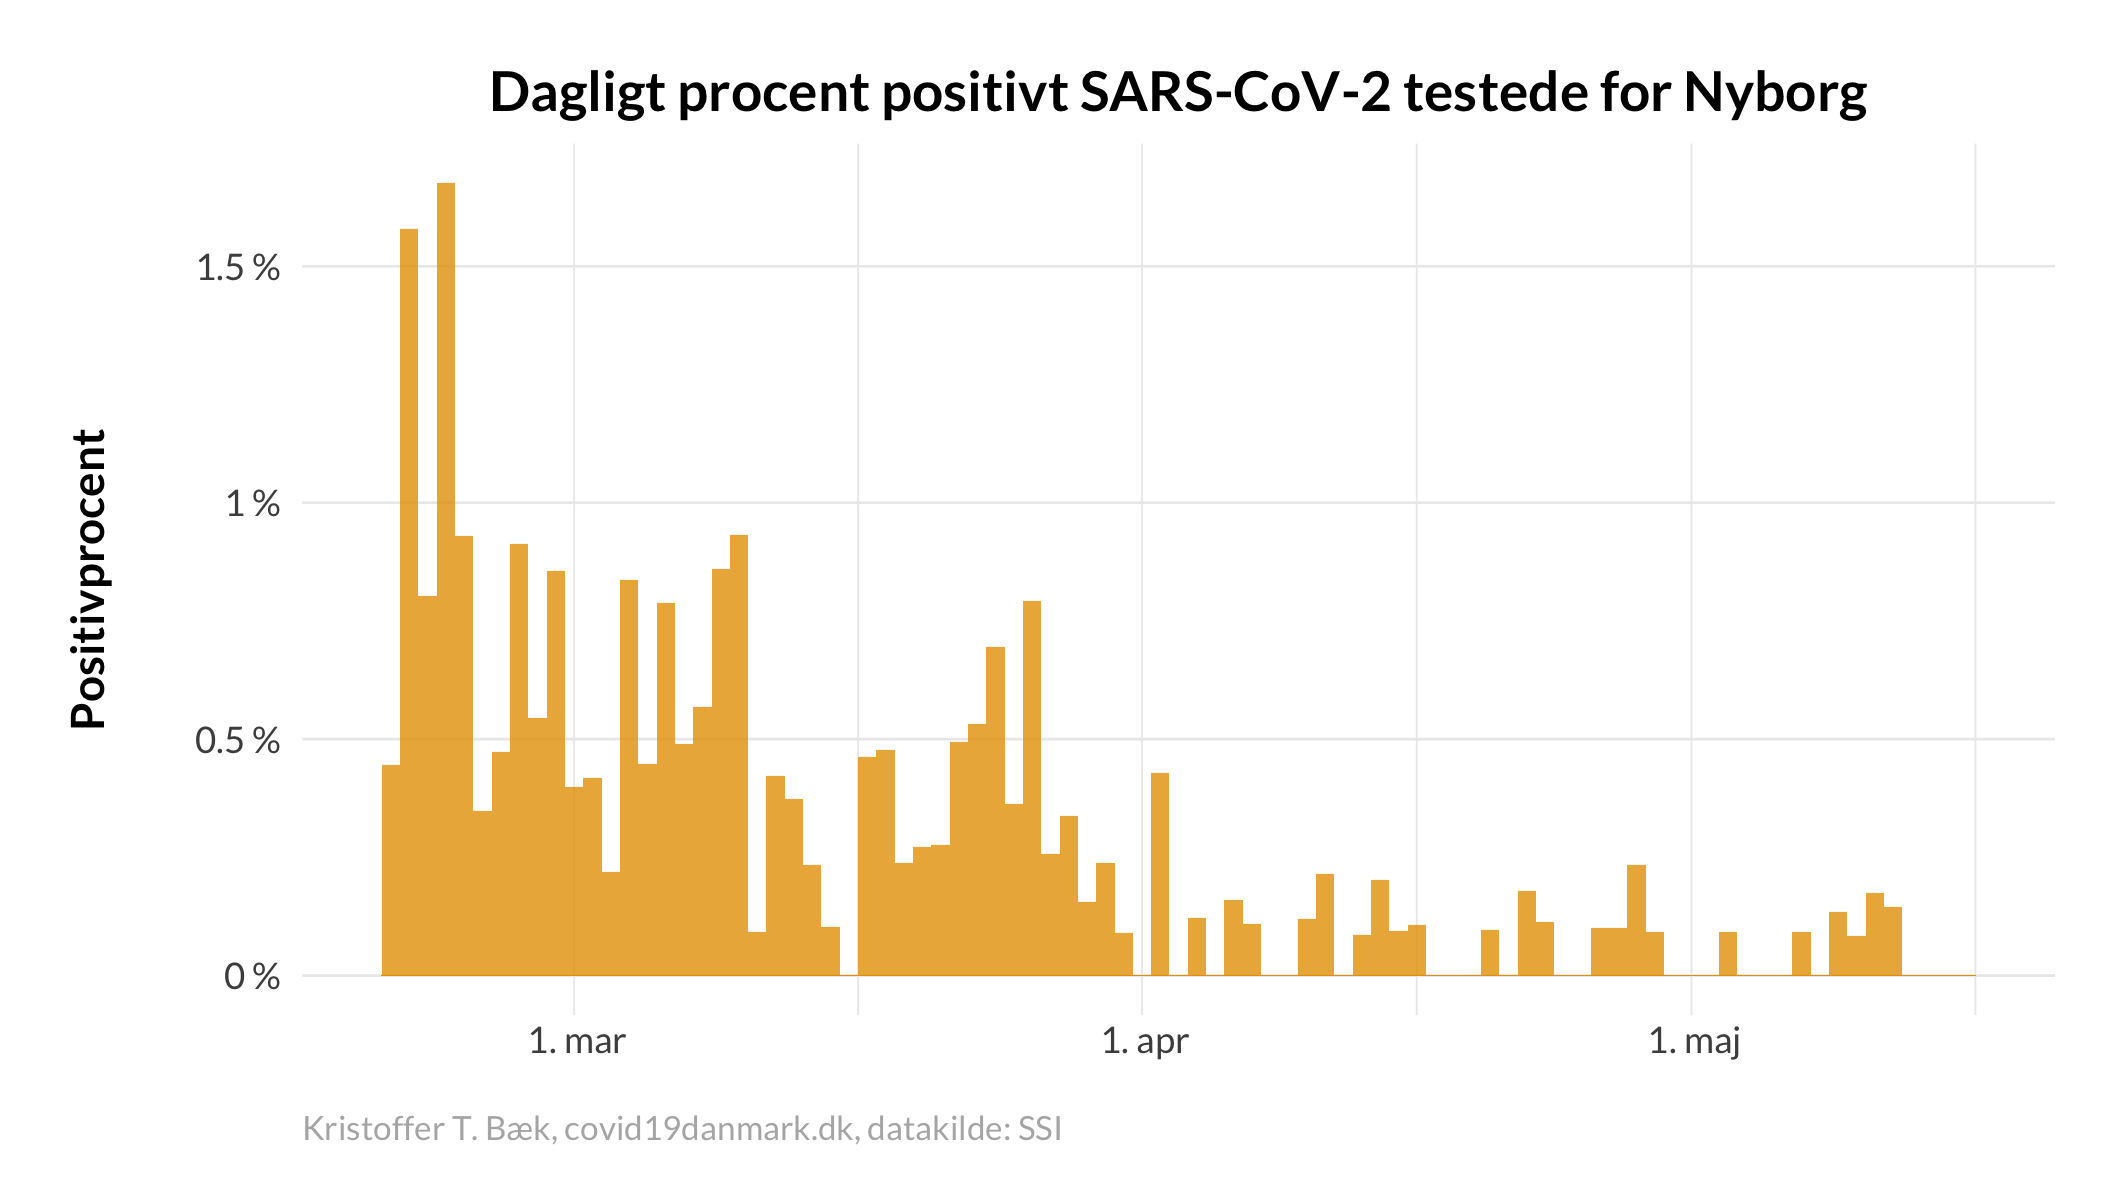 Dagligt procent positivt SARS-CoV-2 testede for Nyborg
Positivprocent
1.5 %
1 %
0.5 %
0 %
1. mar
1. apr
1. maj
Kristoffer T. Bæk, covid19danmark.dk, datakilde: SSI